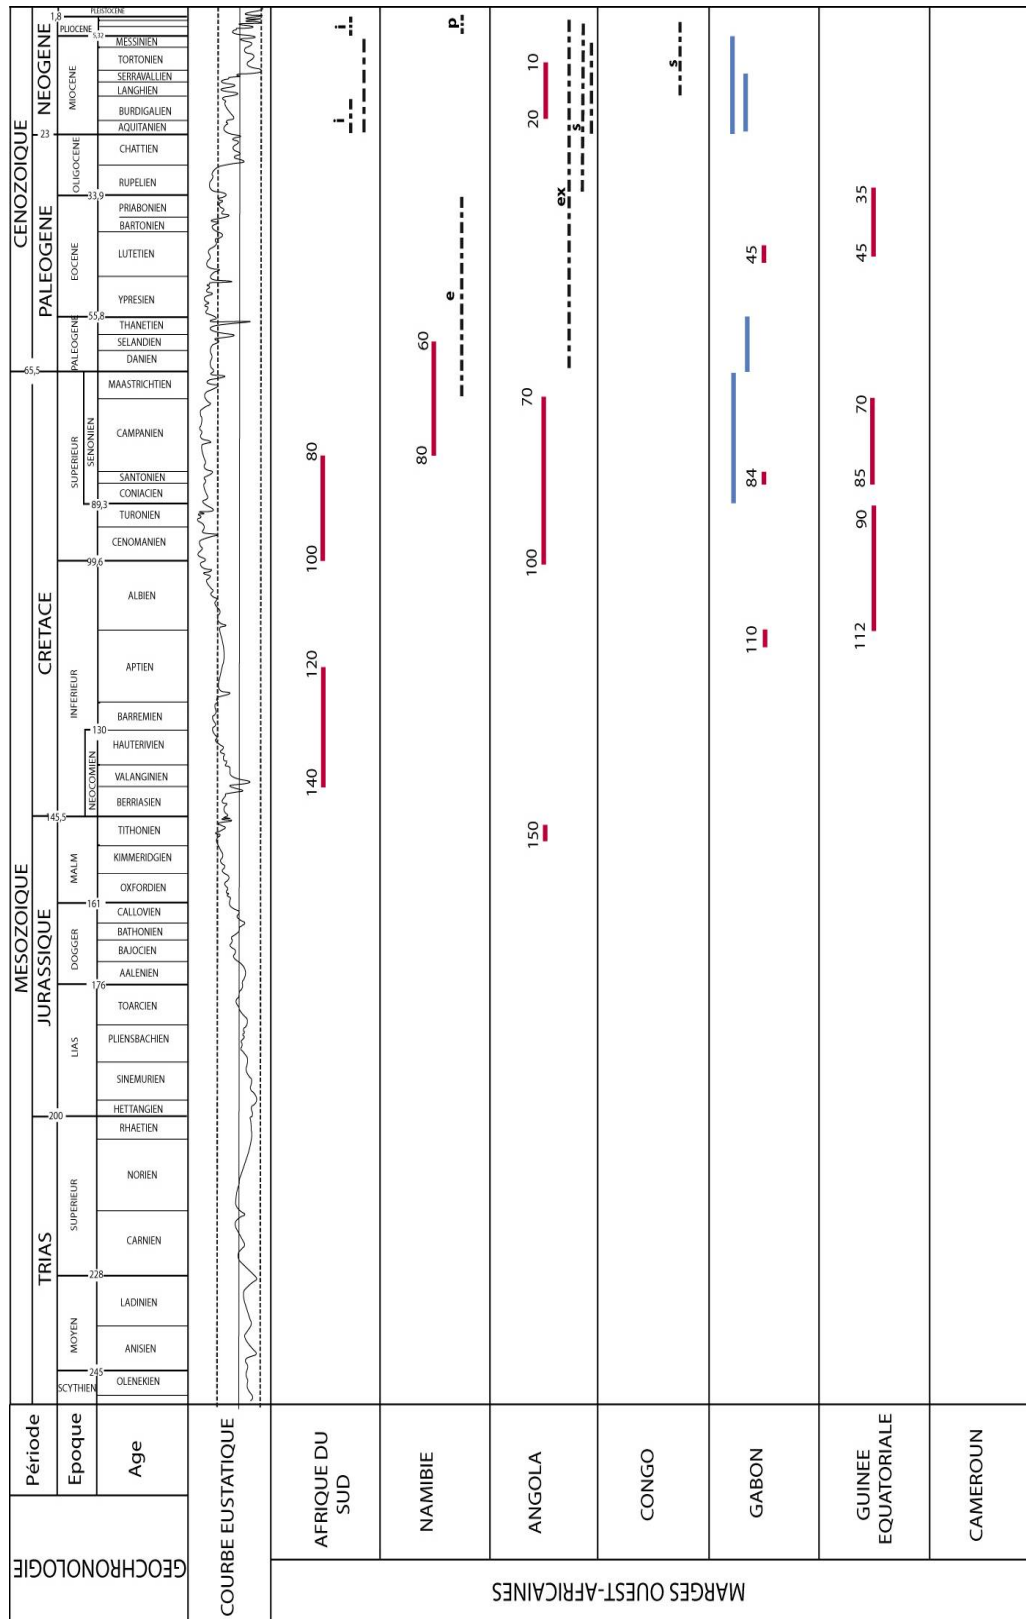 GEOCHRONOLOGIE
Période
Epoque
Age
MESOZOIQUE
CENOZOIQUE
TRIAS
JURASSIQUE
CRETACE
PALEOGENE
NEOGENE
SCYTHIEN
245
MOYEN
228
SUPERIEUR
200
LIAS
176
DOGGER
161
MALM
145,5
NEOCOMIEN
130
INFERIEUR
99,6
SUPERIEUR
89,3
SENONIEN
65,5
PALEOGENE
55,8
EOCENE
33,9
OLIGOCENE
23
MIOCENE
5,32
PLIOCENE
1,8
PLEISTOCENE
OLENEKIEN
ANISIEN
LADINIEN
CARNIEN
NORIEN
RHAETIEN
HETTANGIEN
SINEMURIEN
PLIENSBACHIEN
TOARCIEN
AALENIEN
BAJOCIEN
BATHONIEN
CALLOVIEN
OXFORDIEN
KIMMERIDGIEN
TITHONIEN
BERRIASIEN
VALANGINIEN
HAUTERIVIEN
BARREMIEN
APTIEN
ALBIEN
CENOMANIEN
TURONIEN
CONIACIEN
SANTONIEN
CAMPANIEN
MAASTRICHTIEN
DANIEN
SELANDIEN
THANETIEN
YPRESIEN
LUTETIEN
BARTONIEN
PRIABONIEN
RUPELIEN
CHATTIEN
AQUITANIEN
BURDIGALIEN
LANGHIEN
SERRAVALLIEN
TORTONIEN
MESSINIEN
COURBE EUSTATIQUE
MARGES OUEST-AFRICAINES
AFRIQUE DU
SUD
140 120 100 80 i i
NAMIBIE
80 60 e p
ANGOLA
150 100 70 ex s 20 10
CONGO
s
GABON
110 84 45
GUINEE
EQUATORIALE
112 90 85 70 45 35
CAMEROUN